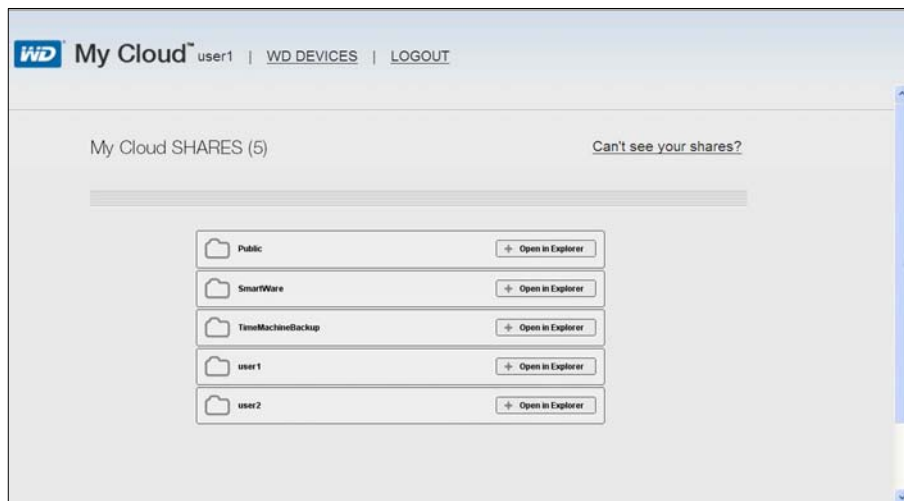 WD® My Cloud™ user1 | WD DEVICES | LOGOUT
My Cloud SHARES (5) Can't see your shares?
Public + Open in Explorer
SmartWare + Open in Explorer
TimeMachineBackup + Open in Explorer
user1 + Open in Explorer
user2 + Open in Explorer